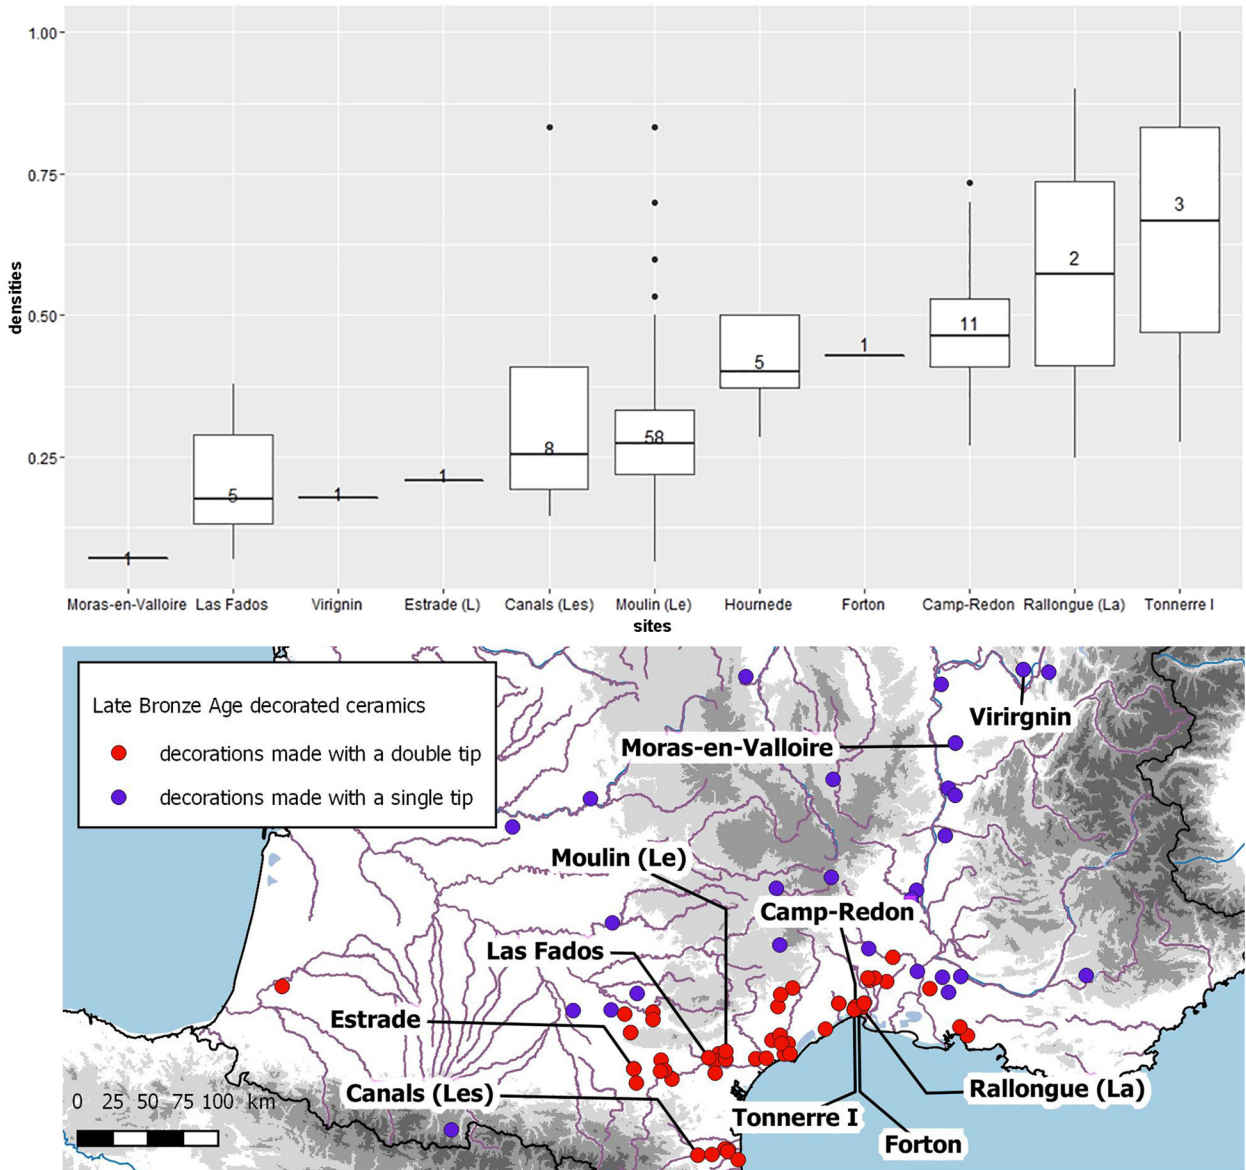 1.00
0.75
0.50
0.25
densities
1
5
1
1
8
58
5
1
11
2
3
Moras-en-Valloire Las Fados Virignin Estrade (L) Canals (Les) Moulin (Le) Hournede Forton Camp-Redon Rallongue (La) Tonnerre I
sites
Late Bronze Age decorated ceramics
decorations made with a double tip
decorations made with a single tip
Virirgnin
Moras-en-Valloire
Moulin (Le)
Camp-Redon
Las Fados
Estrade
Canals (Les)
Rallongue (La)
Tonnerre I
Forton
0 25 50 75 100 km